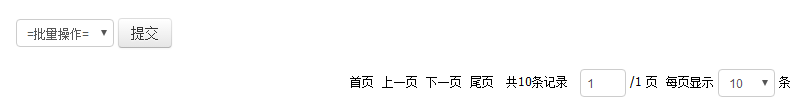 =批量操作= 提交
首页 上一页 下一页 尾页 共10条记录 1 /1 页 每页显示 10 条